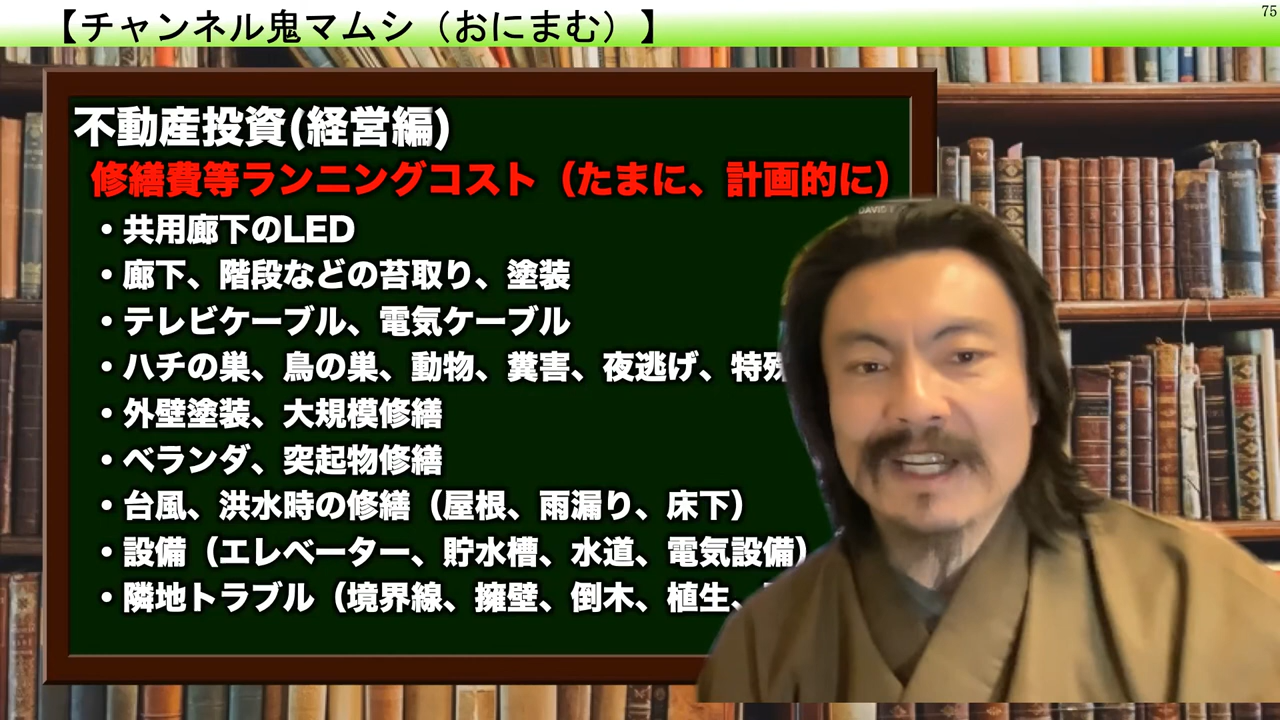 【チャンネル鬼マムシ（おにまむ）】
75
不動産投資(経営編)
修繕費等ランニングコスト（たまに、計画的に）
・共用廊下のLED
・廊下、階段などの苔取り、塗装
・テレビケーブル、電気ケーブル
・ハチの巣、鳥の巣、動物、糞害、夜逃げ、特殊
・外壁塗装、大規模修繕
・ベランダ、突起物修繕
・台風、洪水時の修繕（屋根、雨漏り、床下）
・設備（エレベーター、貯水槽、水道、電気設備）
・隣地トラブル（境界線、擁壁、倒木、植生、